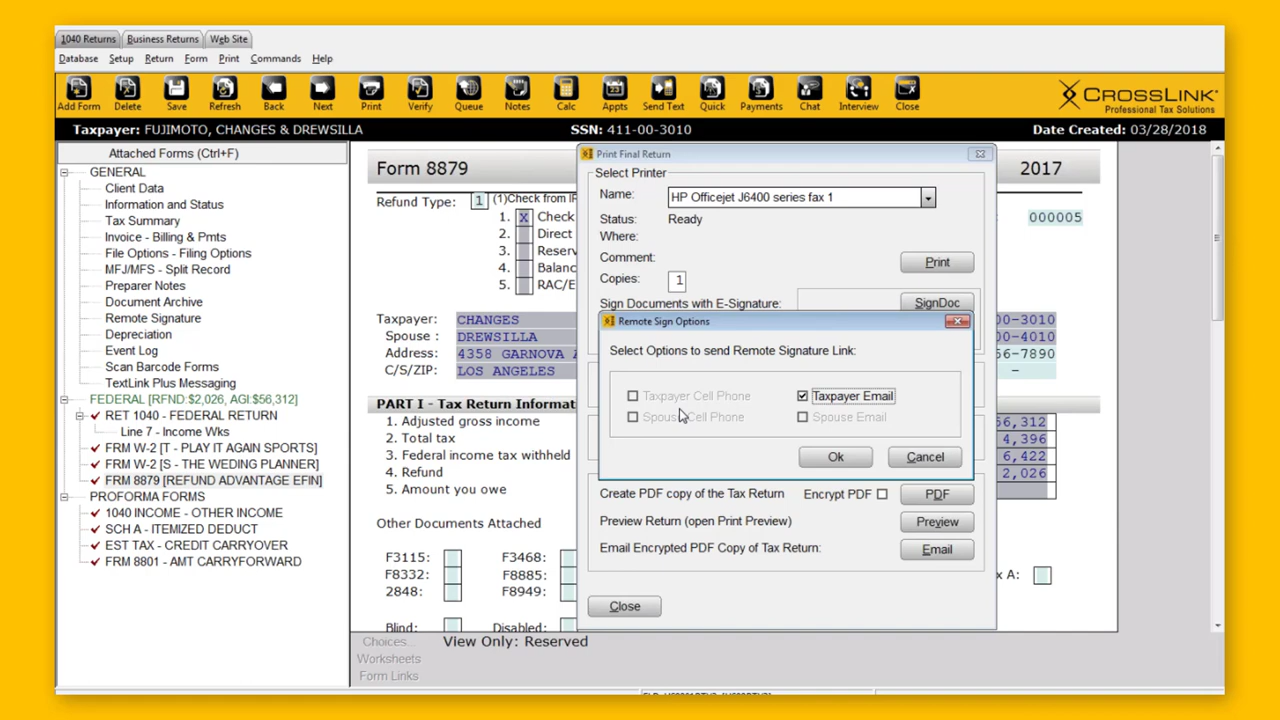 1040 Returns Business Returns Web Site
Database Setup Return Form Print Commands Help
Add Form Delete Save Refresh Back Next Print Verify Queue Notes Calc Appts Send Text Quick Payments Chat Interview Close
CROSSLINK
Professional Tax Solutions
Taxpayer: FUJIMOTO, CHANGES & DREWSILLA SSN: 411-00-3010 Date Created: 03/28/2018
Attached Forms (Ctrl+F)
GENERAL
Client Data
Information and Status
Tax Summary
Invoice - Billing & Pmts
File Options - Filing Options
MFJ/MFS - Split Record
Preparer Notes
Document Archive
Remote Signature
Depreciation
Event Log
Scan Barcode Forms
TextLink Plus Messaging
FEDERAL [RFND:$2,026, AGI:$56,312]
RET 1040 - FEDERAL RETURN
Line 7 - Income Wks
FRM W-2 [T - PLAY IT AGAIN SPORTS]
FRM W-2 [S - THE WEDING PLANNER]
FRM 8879 [REFUND ADVANTAGE EFIN]
PROFORMA FORMS
1040 INCOME - OTHER INCOME
SCH A - ITEMIZED DEDUCT
EST TAX - CREDIT CARRYOVER
FRM 8801 - AMT CARRYFORWARD
Form 8879 2017
Refund Type: 1 (1)Check from
000005
1. X Check
2. Direct
3.
4.
5. RAC/E
Taxpayer: CHANGES 00-3010
Spouse : DREWSILLA 00-4010
Address: 4358 GARNOVA 56-7890
C/S/ZIP: LOS ANGELES -
PART I - Tax Return
1. Adjusted gross income 56,312
2. Total tax 4,396
3. Federal income tax withheld 6,422
4. Refund 2,026
5. Amount you owe
Other Documents Attached
F3115: F3468:
F8332: F8885: x A:
2848: F8949:
Blind: Disabled:
Print Final Return
Select Printer
Name: HP Officejet J6400 series fax 1
Status: Ready
Where:
Comment:
Print
Copies: 1
Sign Documents with E-Signature: SignDoc
Remote Sign Options
Select Options to send Remote Signature Link:
Taxpayer Cell Phone Taxpayer Email
Spouse Cell Phone Spouse Email
Ok Cancel
Create PDF copy of the Tax Return Encrypt PDF PDF
Preview Return (open Print Preview) Preview
Email Encrypted PDF Copy of Tax Return: Email
Close
Choices... View Only: Reserved
Worksheets
Form Links